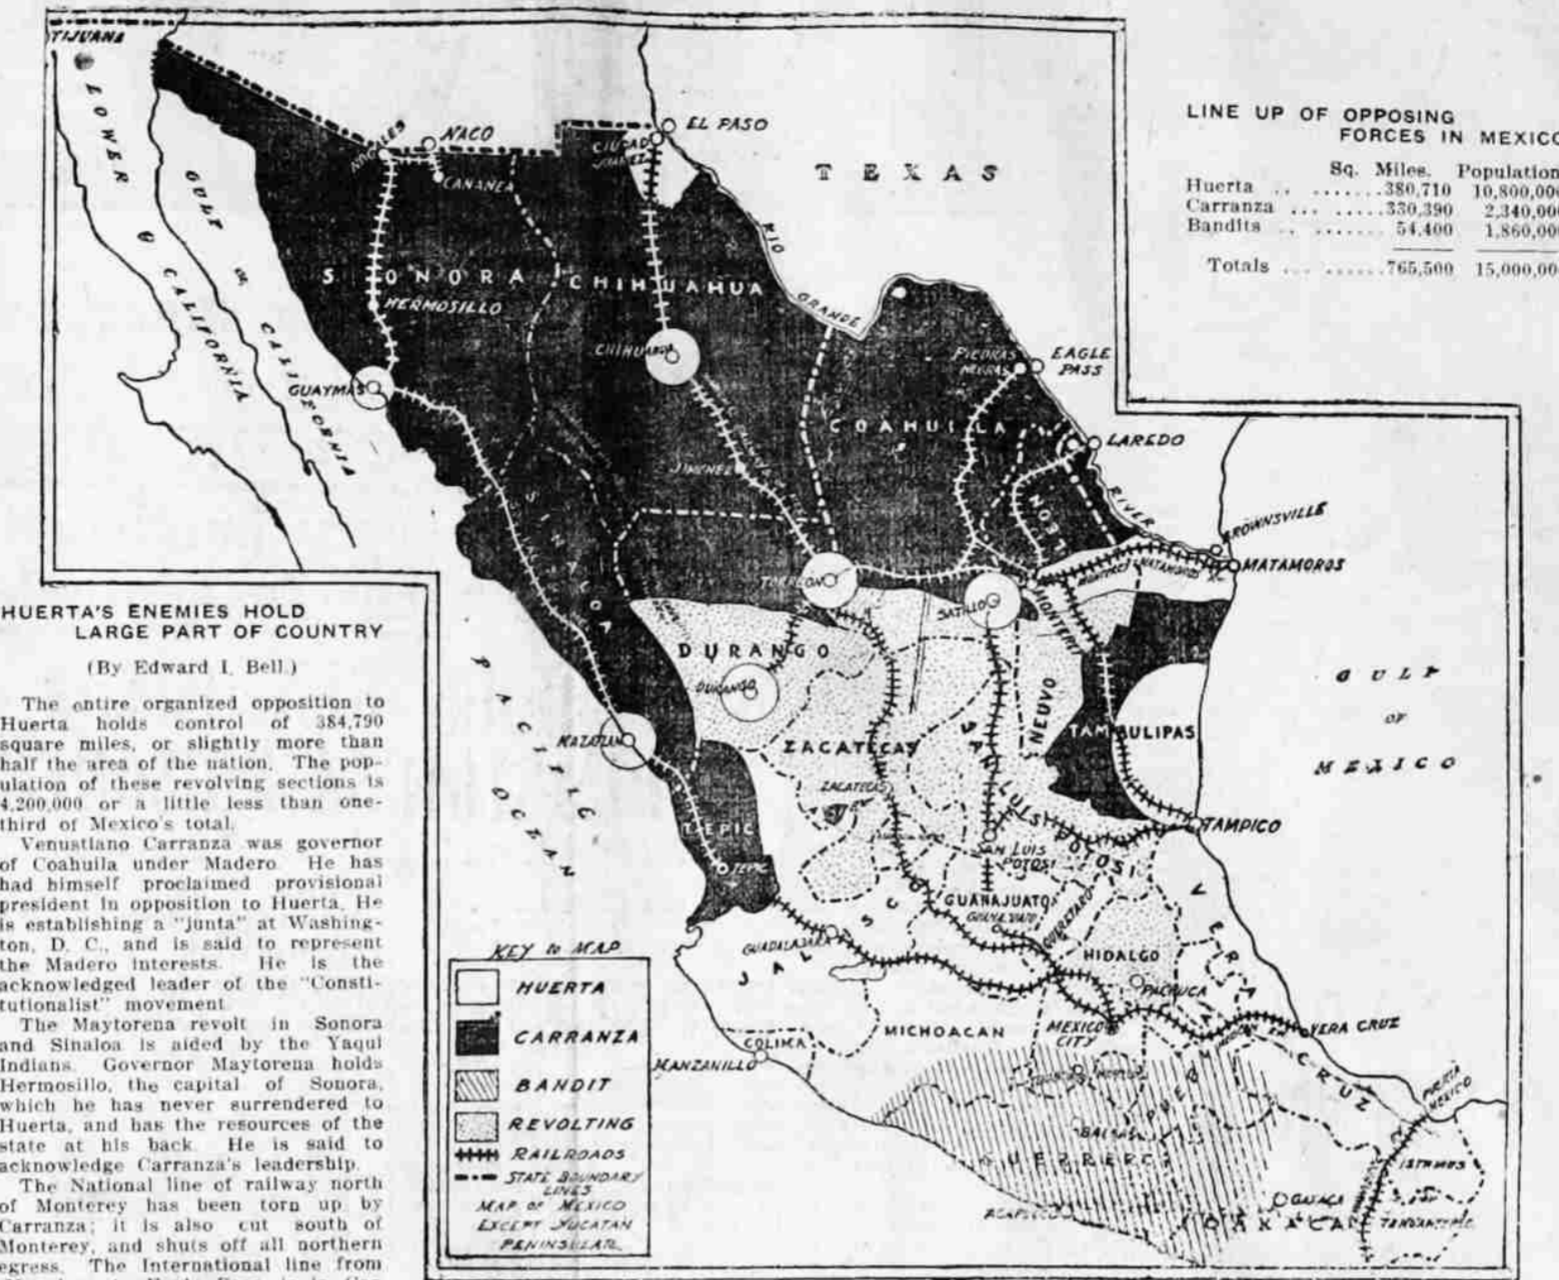 LINE UP OF OPPOSING
FORCES IN MEXICO
Sq. Miles. Population
Huerta .. .......380,710 10,800,000
Carranza ... .....330,390 2,340,000
Bandits .. ....... 54,400 1,860,000
Totals ... .......765,500 15,000,00
TIJUANA
LOWER
CALIFORNIA
GULF
OF
CALIFORNIA
NOGALES
NACO
CANANEA
CIUDAD
JUAREZ
EL PASO
TEXAS
RIO
GRANDE
RIVER
SONORA
CHIHUAHUA
HERMOSILLO
CHIHUAHUA
GUAYMAS
PIEDRAS
NEGRAS
EAGLE
PASS
COAHUILA
LAREDO
JIMENEZ
SINALOA
LEON
BROWNSVILLE
MATAMOROS
TORREON
SATILLO
MONTEREY
DURANGO
DURANGO
NEUVO
GULF
OF
MEXICO
TAMAULIPAS
MAZATLAN
PACIFIC
OCEAN
ZACATECAS
ZACATECAS
SAN LUIS POTOSI
TAMPICO
TEPIC
TEPIC
SAN LUIS
POTOSI
GUANAJUATO
GUANAJUATO
QUERETARO
HIDALGO
PACHUCA
GUADALAJARA
JALISCO
VERA CRUZ
MICHOACAN
MEXICO
CITY
VERA CRUZ
COLIMA
MANZANILLO
PUEB
PUERTA
MEXICO
BALSAS
GUERRERO
ACAPULCO
OAXACA
OAXACA
ISTHMUS
OF
TEHUANTEPEC
KEY TO MAP
HUERTA
CARRANZA
BANDIT
REVOLTING
RAILROADS
STATE BOUNDARY
LINES
MAP OF MEXICO
EXCEPT YUCATAN
PENINSULAR
HUERTA'S ENEMIES HOLD
LARGE PART OF COUNTRY
(By Edward I. Bell.)
The entire organized opposition to
Huerta holds control of 384,790
square miles, or slightly more than
half the area of the nation. The pop-
ulation of these revolving sections is
4,200,000 or a little less than one-
third of Mexico's total.
Venustiano Carranza was governor
of Coahuila under Madero. He has
had himself proclaimed provisional
president in opposition to Huerta. He
is establishing a "junta" at Washing-
ton, D. C., and is said to represent
the Madero interests. He is the
acknowledged leader of the "Consti-
tutionalist" movement.
The Maytorena revolt in Sonora
and Sinaloa is aided by the Yaqui
Indians. Governor Maytorena holds
Hermosillo, the capital of Sonora,
which he has never surrendered to
Huerta, and has the resources of the
state at his back. He is said to
acknowledge Carranza's leadership.
The National line of railway north
of Monterey has been torn up by
Carranza; it is also cut south of
Monterey, and shuts off all northern
egress. The International line from